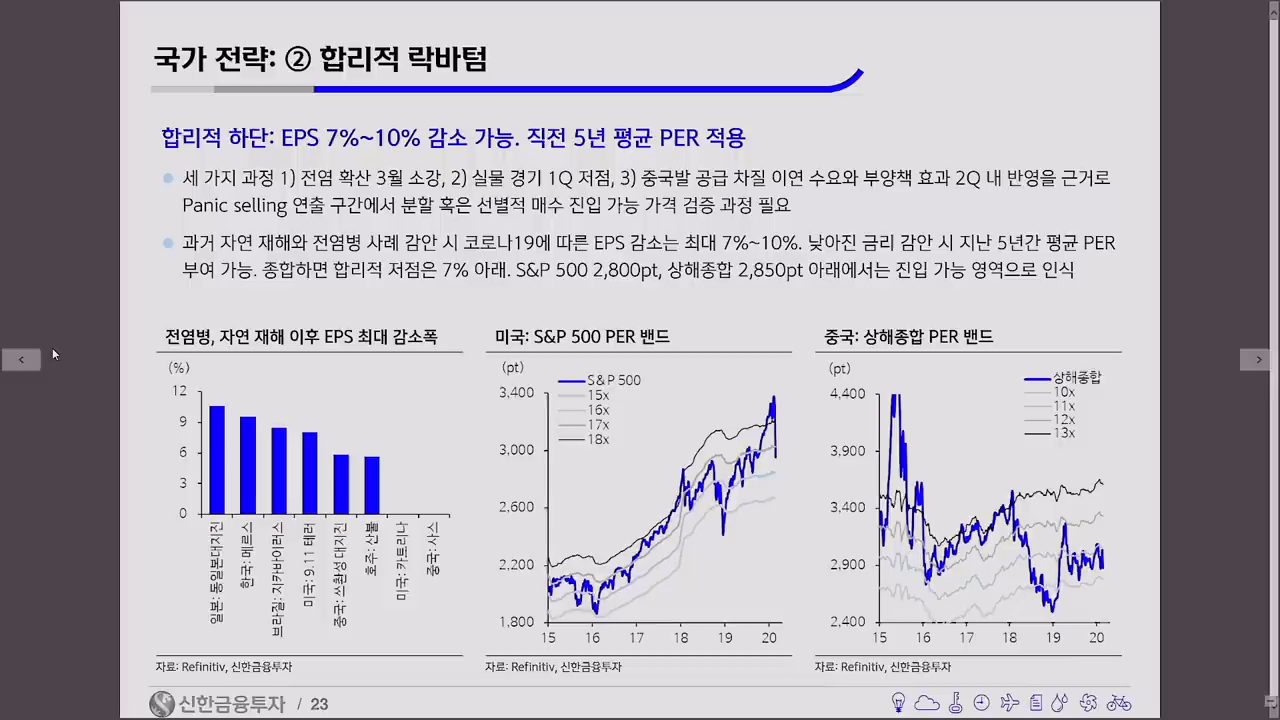 국가 전략: ② 합리적 락바텀
합리적 하단: EPS 7%~10% 감소 가능. 직전 5년 평균 PER 적용
세 가지 과정 1) 전염 확산 3월 소강, 2) 실물 경기 1Q 저점, 3) 중국발 공급 차질 이연 수요와 부양책 효과 2Q 내 반영을 근거로
Panic selling 연출 구간에서 분할 혹은 선별적 매수 진입 가능 가격 검증 과정 필요
과거 자연 재해와 전염병 사례 감안 시 코로나19에 따른 EPS 감소는 최대 7%~10%. 낮아진 금리 감안 시 지난 5년간 평균 PER
부여 가능. 종합하면 합리적 저점은 7% 아래. S&P 500 2,800pt, 상해종합 2,850pt 아래에서는 진입 가능 영역으로 인식
전염병, 자연 재해 이후 EPS 최대 감소폭
(%)
12
9
6
3
0
일본: 동일본대지진
한국: 메르스
브라질: 지카바이러스
미국: 9.11 테러
중국: 쓰촨성 대지진
호주: 산불
미국: 카트리나
중국: 사스
자료: Refinitiv, 신한금융투자
미국: S&P 500 PER 밴드
(pt)
S&P 500
15x
16x
17x
18x
3,400
3,000
2,600
2,200
1,800
15 16 17 18 19 20
자료: Refinitiv, 신한금융투자
중국: 상해종합 PER 밴드
(pt)
상해종합
10x
11x
12x
13x
4,400
3,900
3,400
2,900
2,400
15 16 17 18 19 20
자료: Refinitiv, 신한금융투자
신한금융투자 / 23